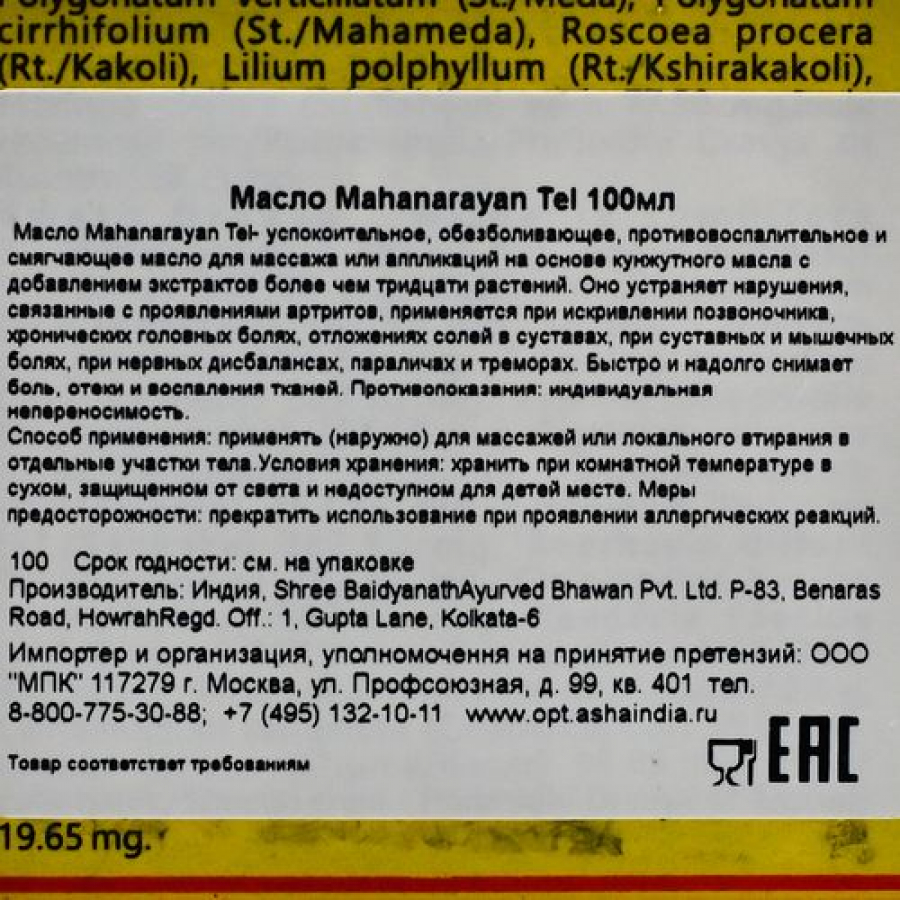 Polygonatum verticillatum (St./Meda), Polygonatum
cirrhifolium (St./Mahameda), Roscoea procera
(Rt./Kakoli), Lilium polphyllum (Rt./Kshirakakoli),
Масло Mahanarayan Tel 100мл
Масло Mahanarayan Tel- успокоительное, обезболивающее, противовоспалительное и
смягчающее масло для массажа или аппликаций на основе кунжутного масла с
добавлением экстрактов более чем тридцати растений. Оно устраняет нарушения,
связанные с проявлениями артритов, применяется при искривлении позвоночника,
хронических головных болях, отложениях солей в суставах, при суставных и мышечных
болях, при нервных дисбалансах, параличах и треморах. Быстро и надолго снимает
боль, отеки и воспаления тканей. Противопоказания: индивидуальная
непереносимость.
Способ применения: применять (наружно) для массажей или локального втирания в
отдельные участки тела.Условия хранения: хранить при комнатной температуре в
сухом, защищенном от света и недоступном для детей месте. Меры
предосторожности: прекратить использование при проявлении аллергических реакций.
100 Срок годности: см. на упаковке
Производитель: Индия, Shree BaidyanathAyurved Bhawan Pvt. Ltd. P-83, Benaras
Road, HowrahRegd. Off.: 1, Gupta Lane, Kolkata-6
Импортер и организация, уполномочення на принятие претензий: ООО
"МПК" 117279 г. Москва, ул. Профсоюзная, д. 99, кв. 401 тел.
8-800-775-30-88; +7 (495) 132-10-11 www.opt.ashaindia.ru
EAC
Товар соответствует требованиям
19.65 mg.